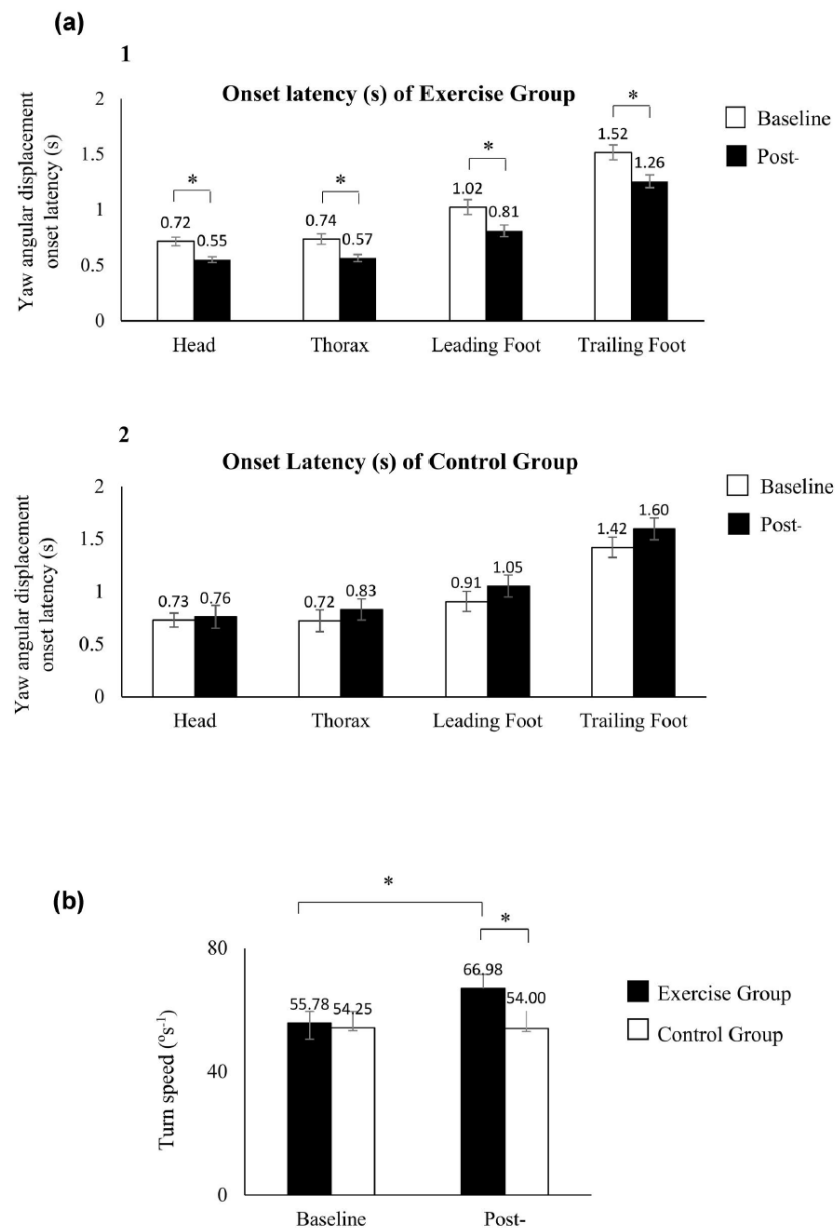 (a)
1
Onset latency (s) of Exercise Group
Yaw angular displacement
onset latency (s)
2
1.5
1
0.5
0
*
*
*
*
0.72
0.55
0.74
0.57
1.02
0.81
1.52
1.26
Head
Thorax
Leading Foot
Trailing Foot
Baseline
Post-
2
Onset Latency (s) of Control Group
Yaw angular displacement
onset latency (s)
2
1.5
1
0.5
0
0.73
0.76
0.72
0.83
0.91
1.05
1.42
1.60
Head
Thorax
Leading Foot
Trailing Foot
Baseline
Post-
(b)
*
*
Turn speed (°s-1)
80
40
0
55.78
54.25
66.98
54.00
Baseline
Post-
Exercise Group
Control Group